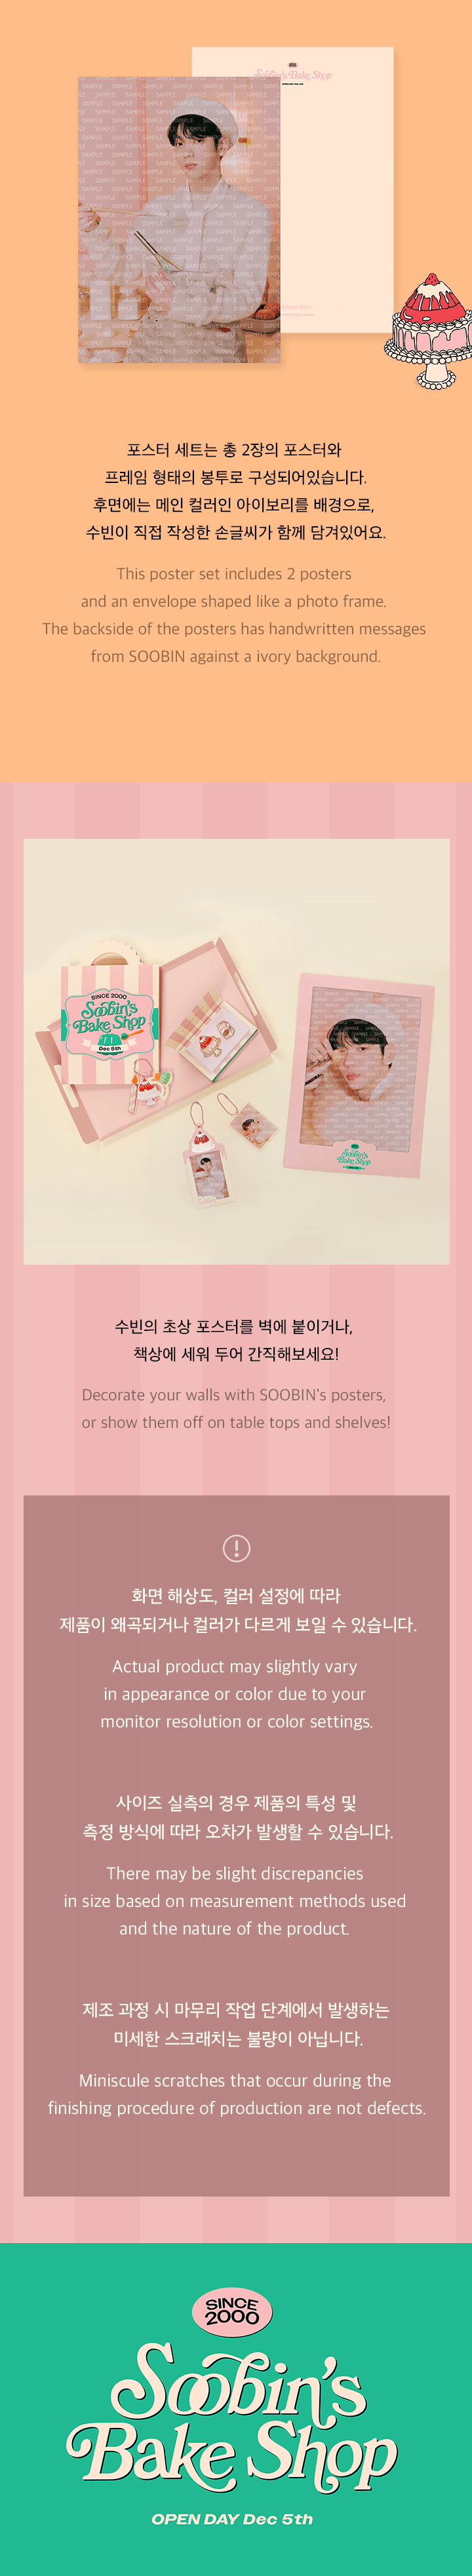 Soobin's Bake Shop
SAMPLE
포스터 세트는 총 2장의 포스터와
프레임 형태의 봉투로 구성되어있습니다.
후면에는 메인 컬러인 아이보리를 배경으로,
수빈이 직접 작성한 손글씨가 함께 담겨있어요.
This poster set includes 2 posters
and an envelope shaped like a photo frame.
The backside of the posters has handwritten messages
from SOOBIN against a ivory background.
SINCE 2000
Soobin's
Bake Shop
Dec 5th
SAMPLE
Soobin's
Bake Shop
수빈의 초상 포스터를 벽에 붙이거나,
책상에 세워 두어 간직해보세요!
Decorate your walls with SOOBIN's posters,
or show them off on table tops and shelves!
화면 해상도, 컬러 설정에 따라
제품이 왜곡되거나 컬러가 다르게 보일 수 있습니다.
Actual product may slightly vary
in appearance or color due to your
monitor resolution or color settings.
사이즈 실측의 경우 제품의 특성 및
측정 방식에 따라 오차가 발생할 수 있습니다.
There may be slight discrepancies
in size based on measurement methods used
and the nature of the product.
제조 과정 시 마무리 작업 단계에서 발생하는
미세한 스크래치는 불량이 아닙니다.
Miniscule scratches that occur during the
finishing procedure of production are not defects.
SINCE
2000
Soobin's
Bake Shop
OPEN DAY Dec 5th